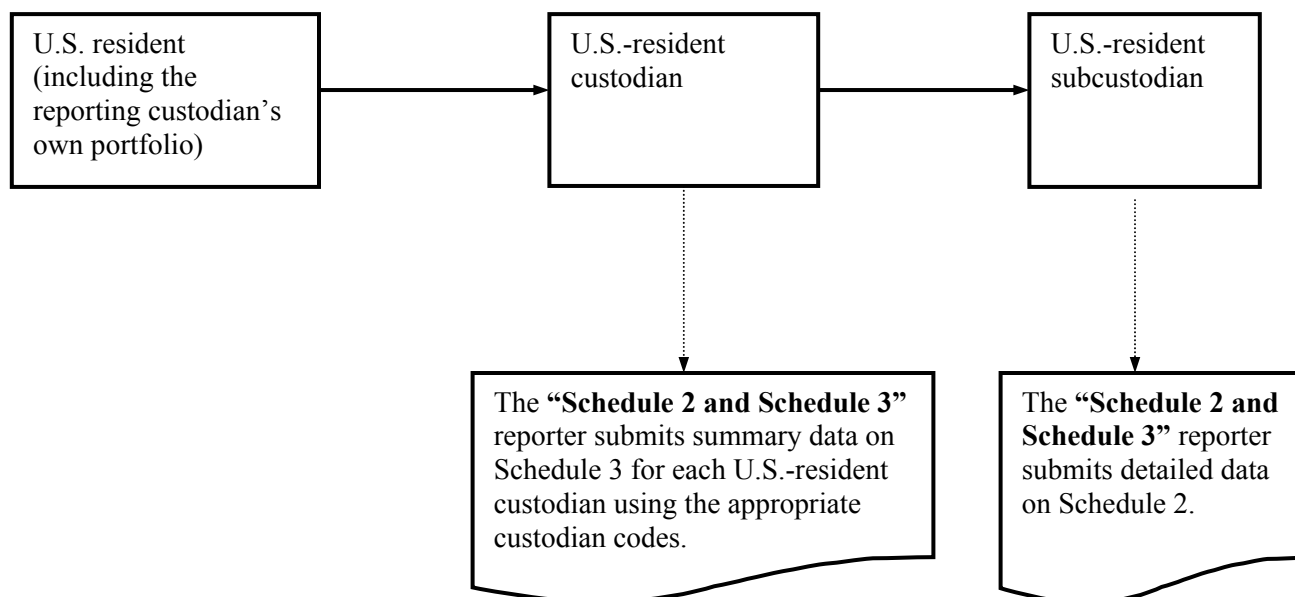 U.S. resident
(including the
reporting custodian’s
own portfolio)
U.S.-resident
custodian
U.S.-resident
subcustodian
The “Schedule 2 and Schedule 3”
reporter submits summary data on
Schedule 3 for each U.S.-resident
custodian using the appropriate
custodian codes.
The “Schedule 2 and
Schedule 3” reporter
submits detailed data
on Schedule 2.